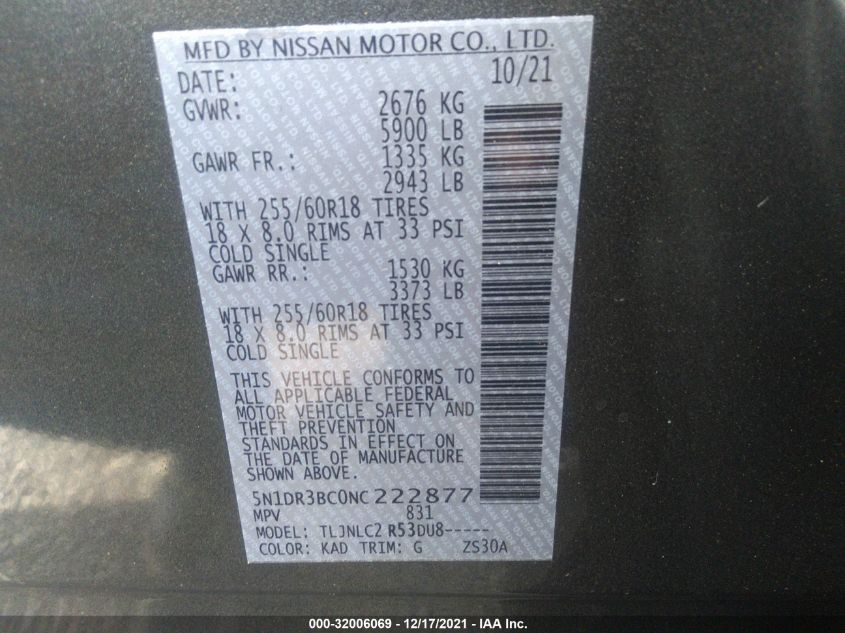 MFD BY NISSAN MOTOR CO., LTD.
DATE: 10/21
GVWR: 2676 KG
5900 LB
GAWR FR.: 1335 KG
2943 LB
WITH 255/60R18 TIRES
18 X 8.0 RIMS AT 33 PSI
COLD SINGLE
GAWR RR.: 1530 KG
3373 LB
WITH 255/60R18 TIRES
18 X 8.0 RIMS AT 33 PSI
COLD SINGLE
THIS VEHICLE CONFORMS TO
ALL APPLICABLE FEDERAL
MOTOR VEHICLE SAFETY AND
THEFT PREVENTION
STANDARDS IN EFFECT ON
THE DATE OF MANUFACTURE
SHOWN ABOVE.
5N1DR3BC0NC222877
MPV 831
MODEL: TLJNLC2 R53DU8-----
COLOR: KAD TRIM: G ZS30A
000-32006069 - 12/17/2021 - IAA Inc.